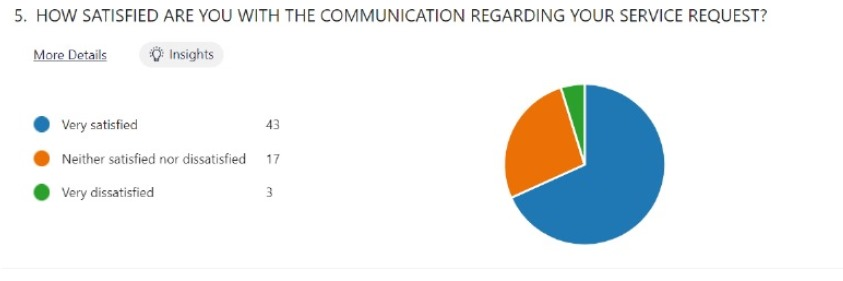 5. HOW SATISFIED ARE YOU WITH THE COMMUNICATION REGARDING YOUR SERVICE REQUEST?
More Details Insights
Very satisfied 43
Neither satisfied nor dissatisfied 17
Very dissatisfied 3